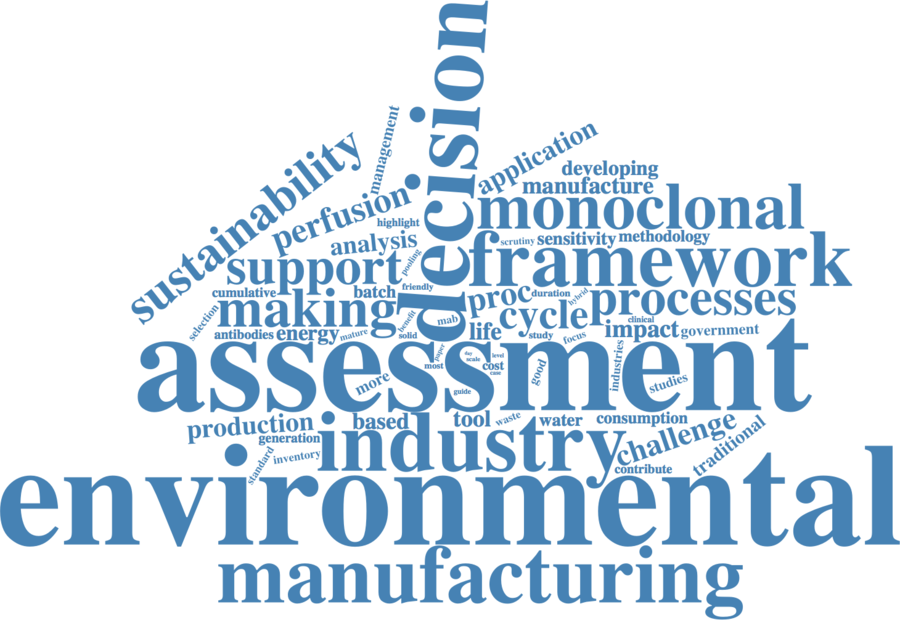 decision
management
sustainability
application
developing
manufacture
perfusion
monoclonal
highlight
analysis
scrutiny
sensitivity
methodology
support
pooling
framework
cumulative
batch
friendly
proc
duration
hybrid
processes
selection
making
benefit
mab
cycle
clinical
antibodies
energy
mature
solid
life
study
focus
impact
government
assessment
paper
day
scale
level
most
cost
case
good
industries
more
guide
studies
production
based
tool
waste
water
consumption
generation
industry
challenge
traditional
standard
inventory
contribute
environmental
manufacturing